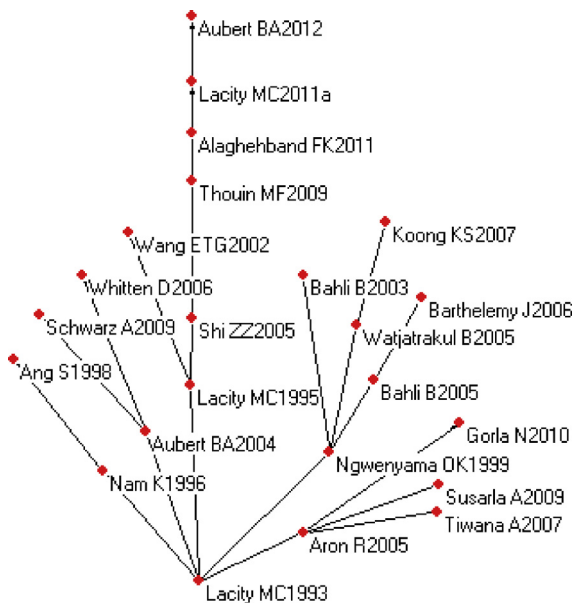 Aubert BA2012
Lacity MC2011a
Alaghehband FK2011
Thouin MF2009
Wang ETG2002
Koong KS2007
Whitten D2006
Bahli B2003
Barthelemy J2006
Schwarz A2009
Shi ZZ2005
Watjatrakul B2005
Ang S1998
Lacity MC1995
Bahli B2005
Gorla N2010
Aubert BA2004
Ngwenyama OK1999
Nam K1996
Susarla A2009
Tiwana A2007
Aron R2005
Lacity MC1993